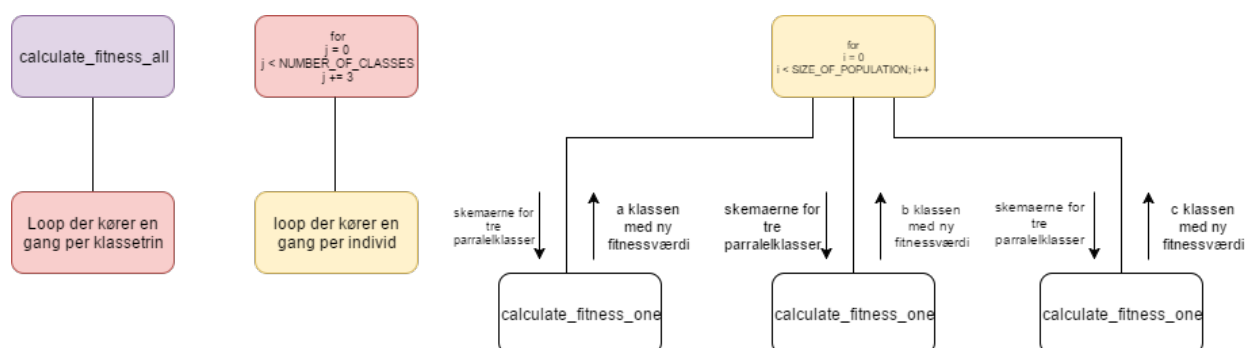 calculate_fitness_all
for
j = 0
j < NUMBER_OF_CLASSES
j += 3
for
i = 0
i < SIZE_OF_POPULATION; i++
Loop der kører en
gang per klassetrin
loop der kører en
gang per individ
skemaerne for
tre
parralelklasser
a klassen
med ny
fitnessværdi
skemaerne for
tre
parralelklasser
b klassen
med ny
fitnessværdi
skemaerne for
tre
parralelklasser
c klassen
med ny
fitnessværdi
calculate_fitness_one
calculate_fitness_one
calculate_fitness_one